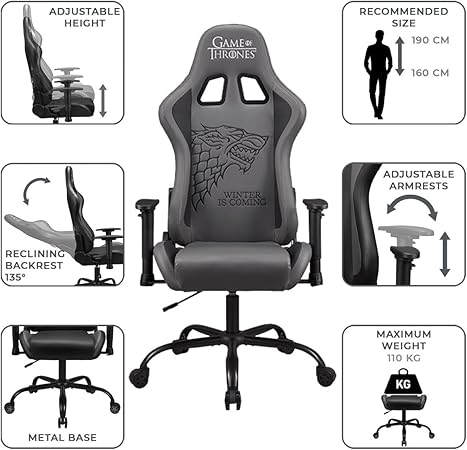 ADJUSTABLE
HEIGHT
GAME OF
THRONES
RECOMMENDED
SIZE
190 CM
160 CM
WINTER
IS COMING
RECLINING
BACKREST
135°
ADJUSTABLE
ARMRESTS
METAL BASE
MAXIMUM
WEIGHT
110 KG
KG